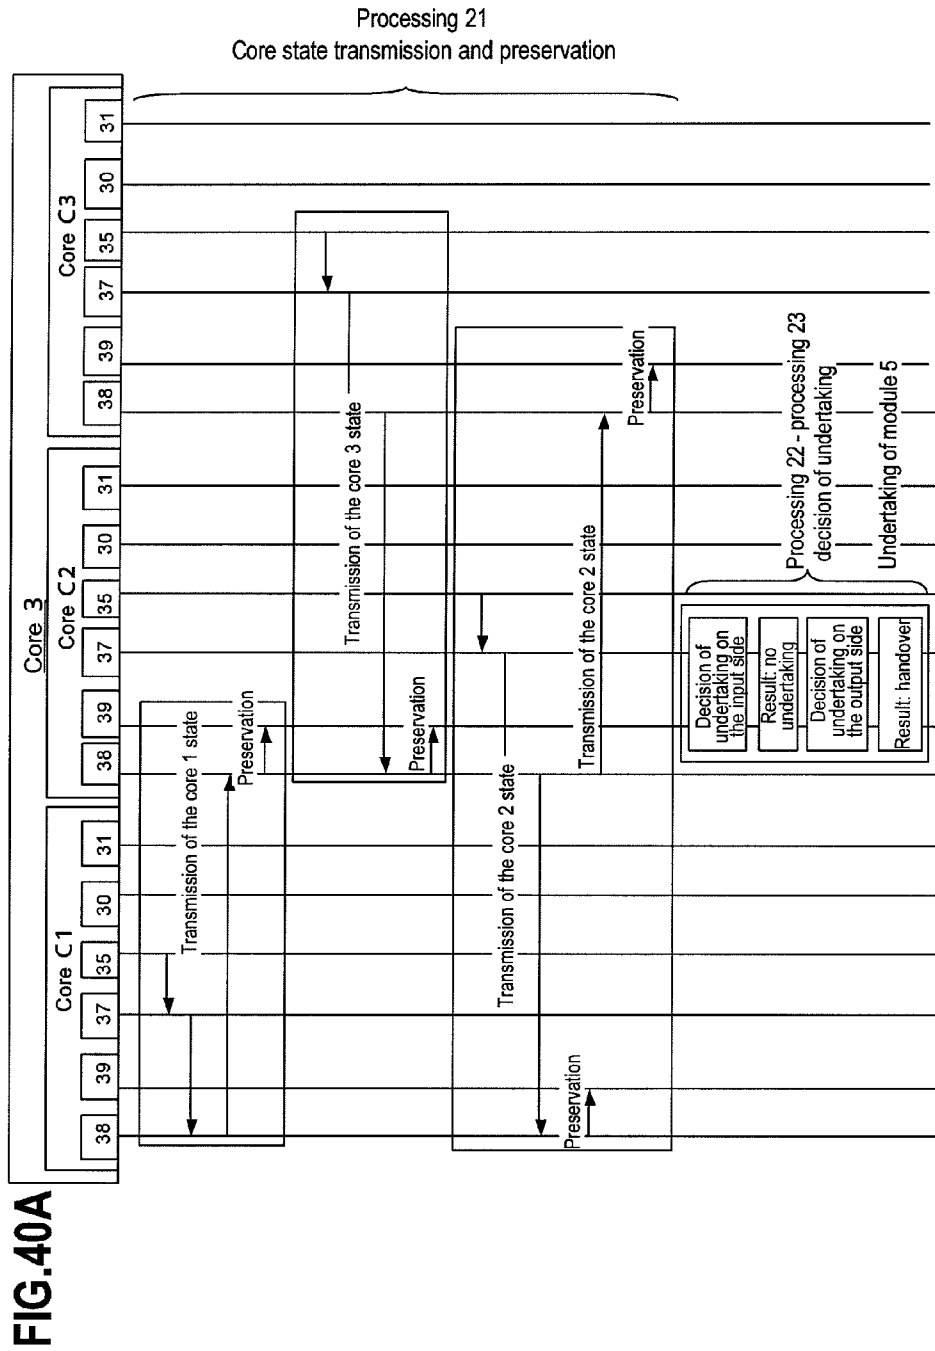 FIG.40A
Processing 21
Core state transmission and preservation
Core 3
Core C1
38
39
37
35
30
31
Core C2
38
39
37
35
30
31
Core C3
38
39
37
35
30
31
Transmission of the core 1 state
Preservation
Transmission of the core 3 state
Preservation
Transmission of the core 2 state
Preservation
Transmission of the core 2 state
Preservation
Decision of
undertaking on
the input side
Result: no
undertaking
Decision of
undertaking on
the output side
Result: handover
Processing 22 - processing 23
decision of undertaking
Undertaking of module 5